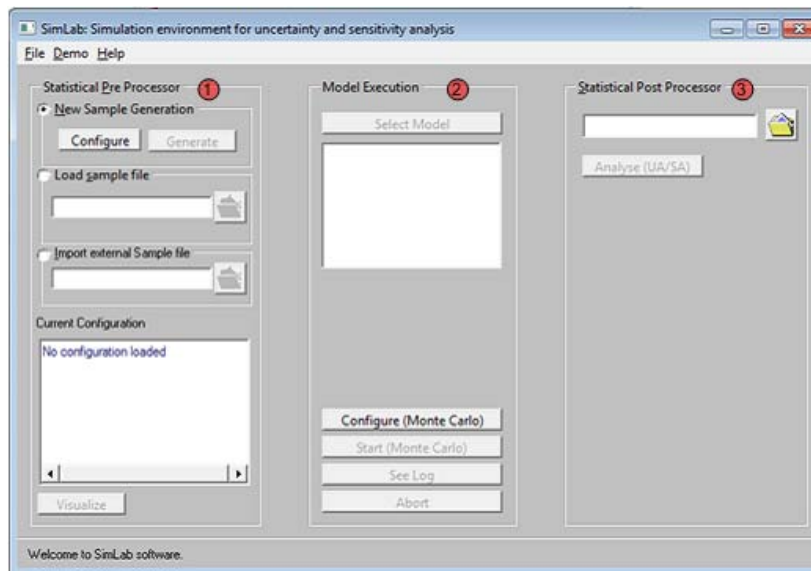 SimLab: Simulation environment for uncertainty and sensitivity analysis
File Demo Help
Statistical Pre Processor 1
New Sample Generation
Configure Generate
Load sample file
Import external Sample file
Current Configuration
No configuration loaded
Visualize
Model Execution 2
Select Model
Configure (Monte Carlo)
Start (Monte Carlo)
See Log
Abort
Statistical Post Processor 3
Analyse (UA/SA)
Welcome to SimLab software.